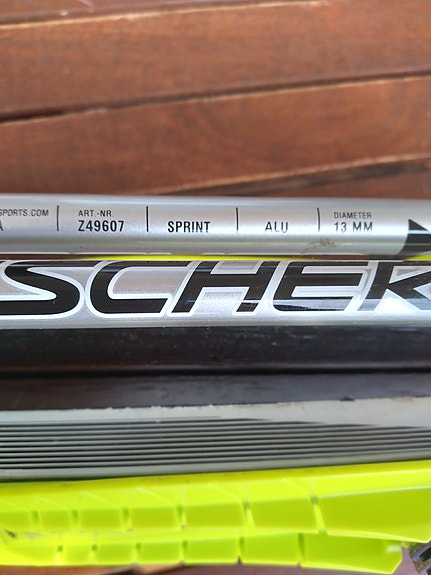 SPORTS.COM | ART.-NR. | DIAMETER
A | Z49607 | SPRINT | ALU | 13 MM
SCHER